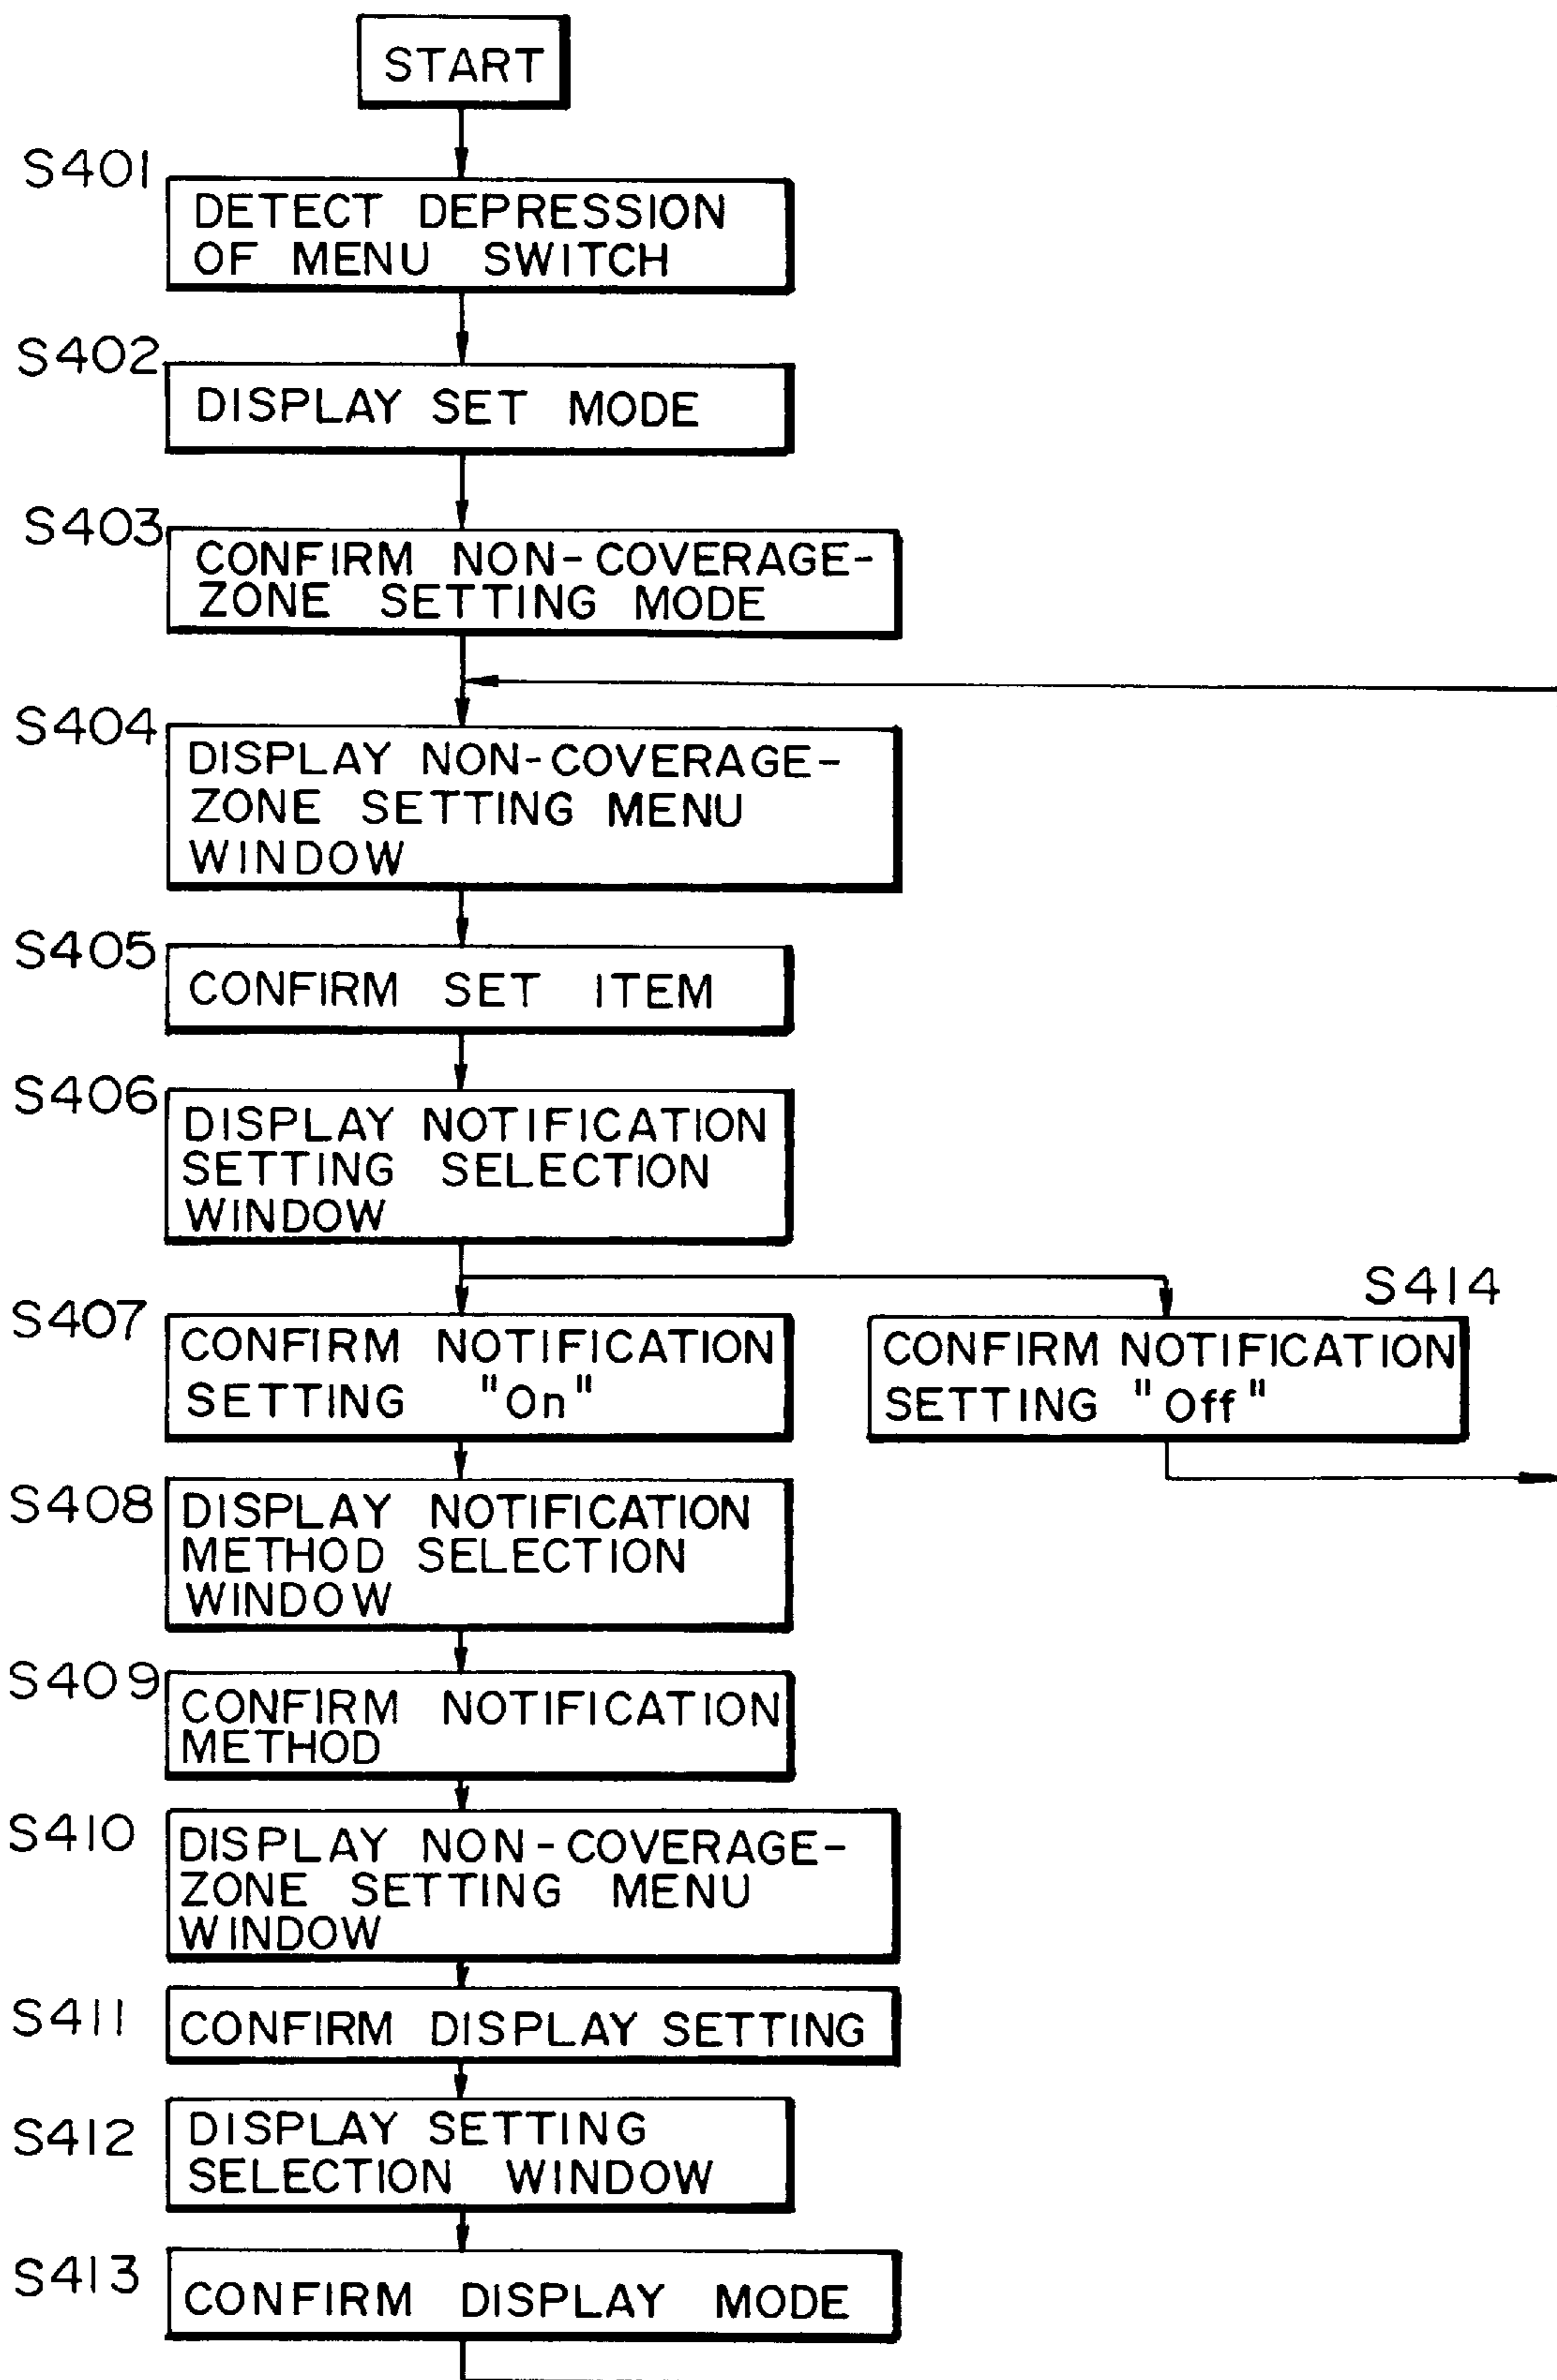 START
S401
DETECT DEPRESSION
OF MENU SWITCH
S402
DISPLAY SET MODE
S403
CONFIRM NON-COVERAGE-
ZONE SETTING MODE
S404
DISPLAY NON-COVERAGE-
ZONE SETTING MENU
WINDOW
S405
CONFIRM SET ITEM
S406
DISPLAY NOTIFICATION
SETTING SELECTION
WINDOW
S407
CONFIRM NOTIFICATION
SETTING "On"
S414
CONFIRM NOTIFICATION
SETTING "Off"
S408
DISPLAY NOTIFICATION
METHOD SELECTION
WINDOW
S409
CONFIRM NOTIFICATION
METHOD
S410
DISPLAY NON-COVERAGE-
ZONE SETTING MENU
WINDOW
S411
CONFIRM DISPLAY SETTING
S412
DISPLAY SETTING
SELECTION WINDOW
S413
CONFIRM DISPLAY MODE